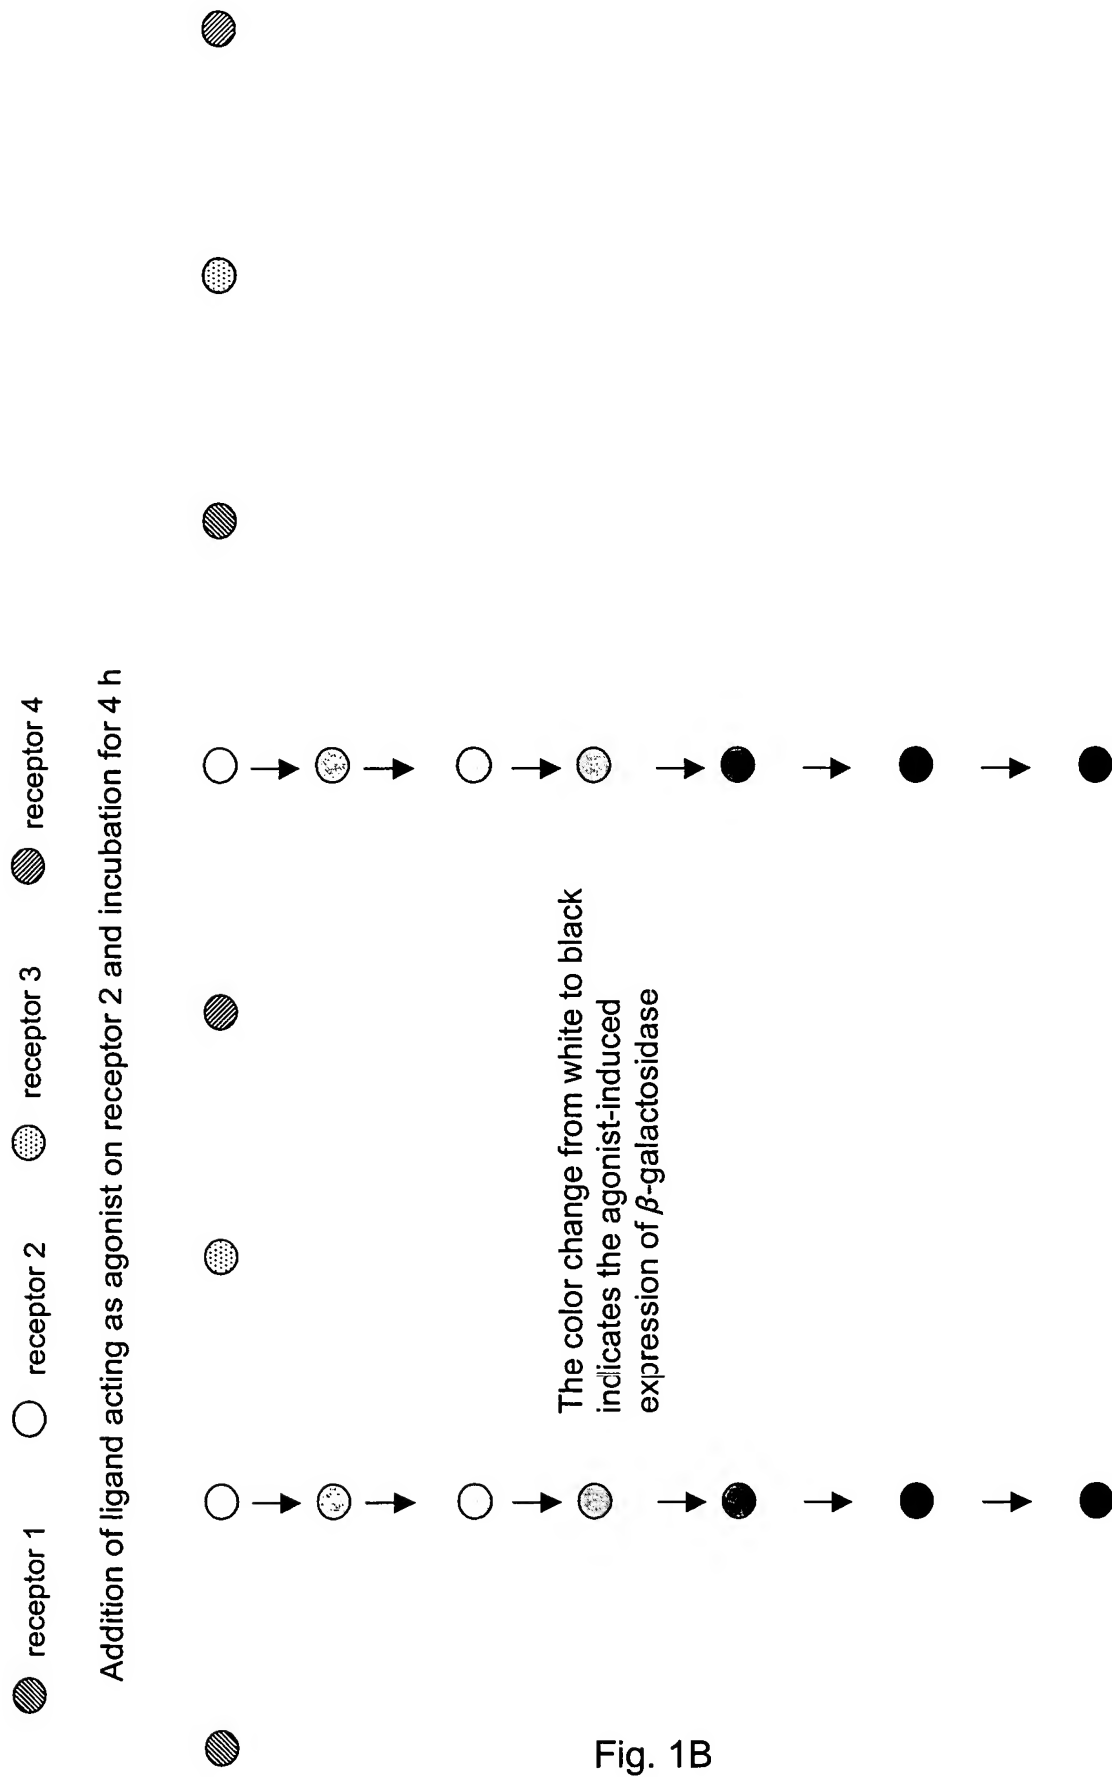 receptor 1 receptor 2 receptor 3 receptor 4
Addition of ligand acting as agonist on receptor 2 and incubation for 4 h
The color change from white to black
indicates the agonist-induced
expression of β-galactosidase
Fig. 1B